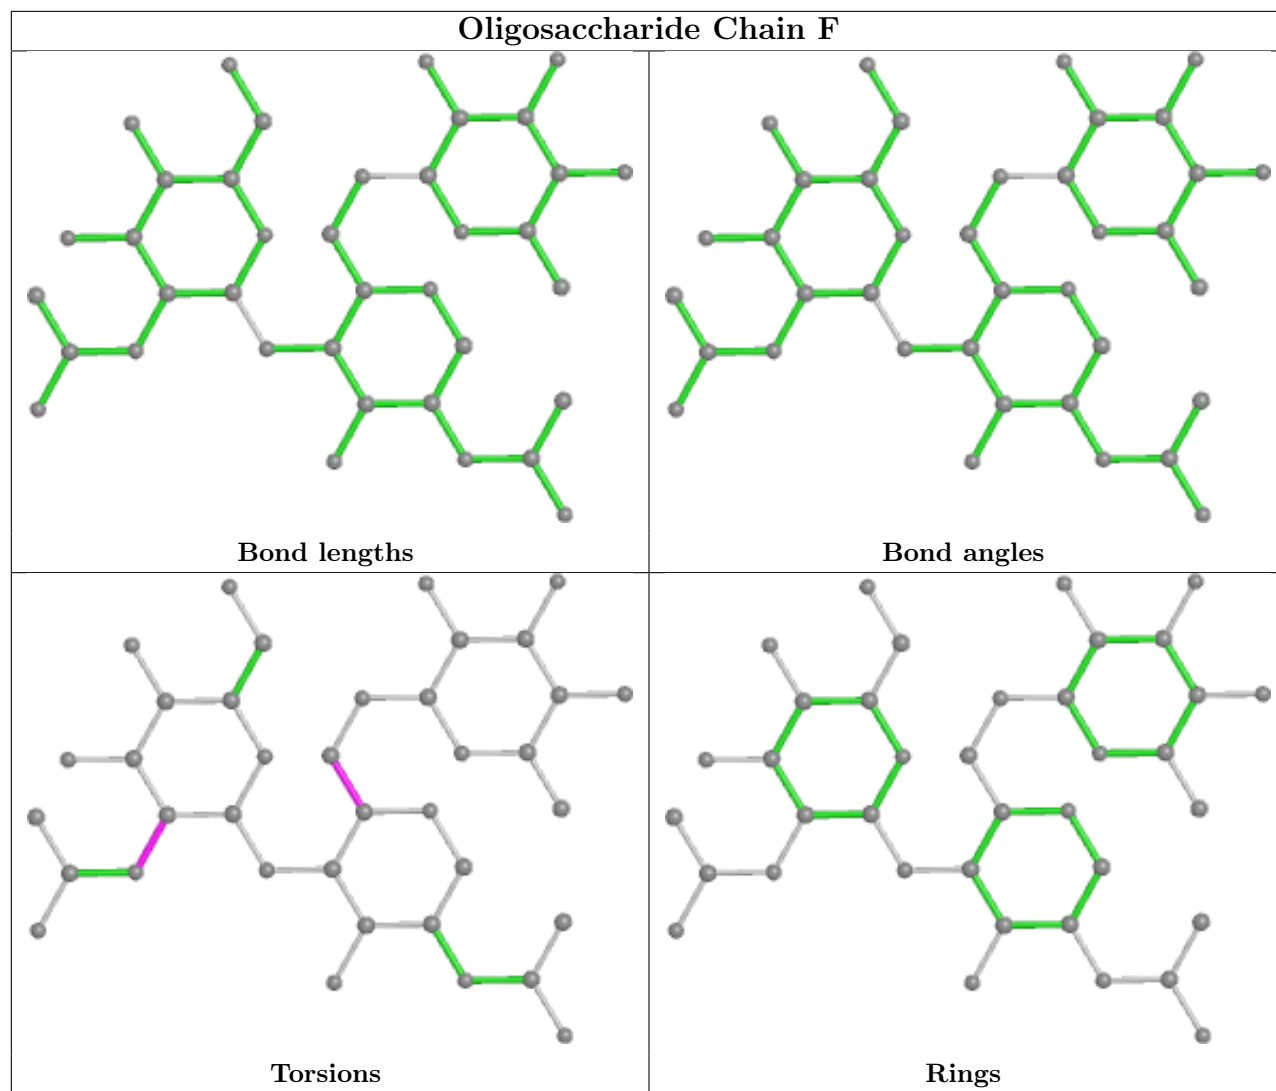 Oligosaccharide Chain F
Bond lengths
Bond angles
Torsions
Rings